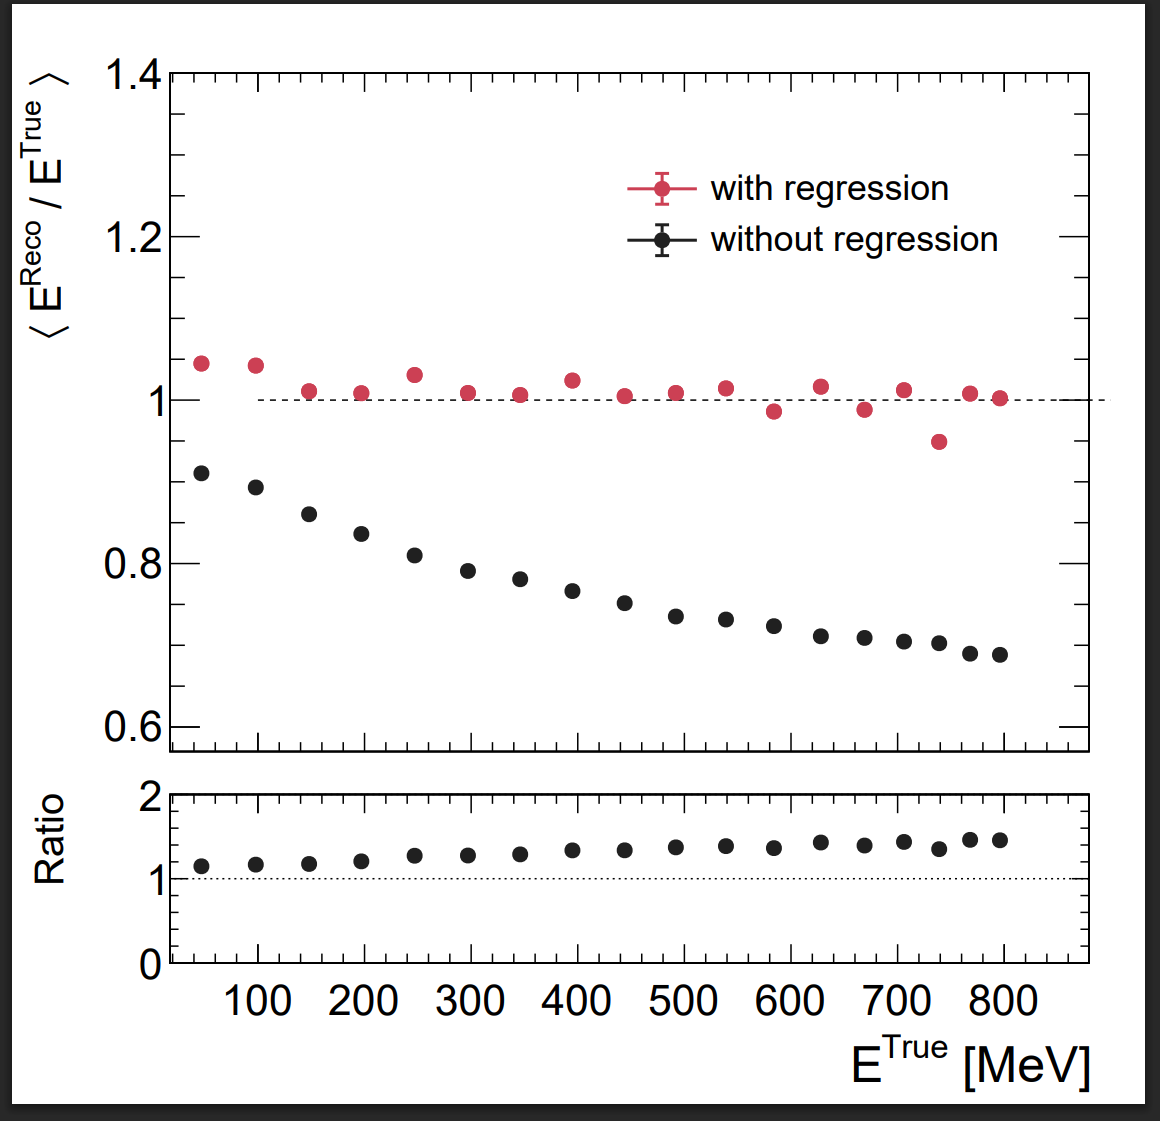 ⟨ E^Reco / E^True ⟩
1.4
1.2
1
0.8
0.6
with regression
without regression
Ratio
2
1
0
100 200 300 400 500 600 700 800
E^True [MeV]